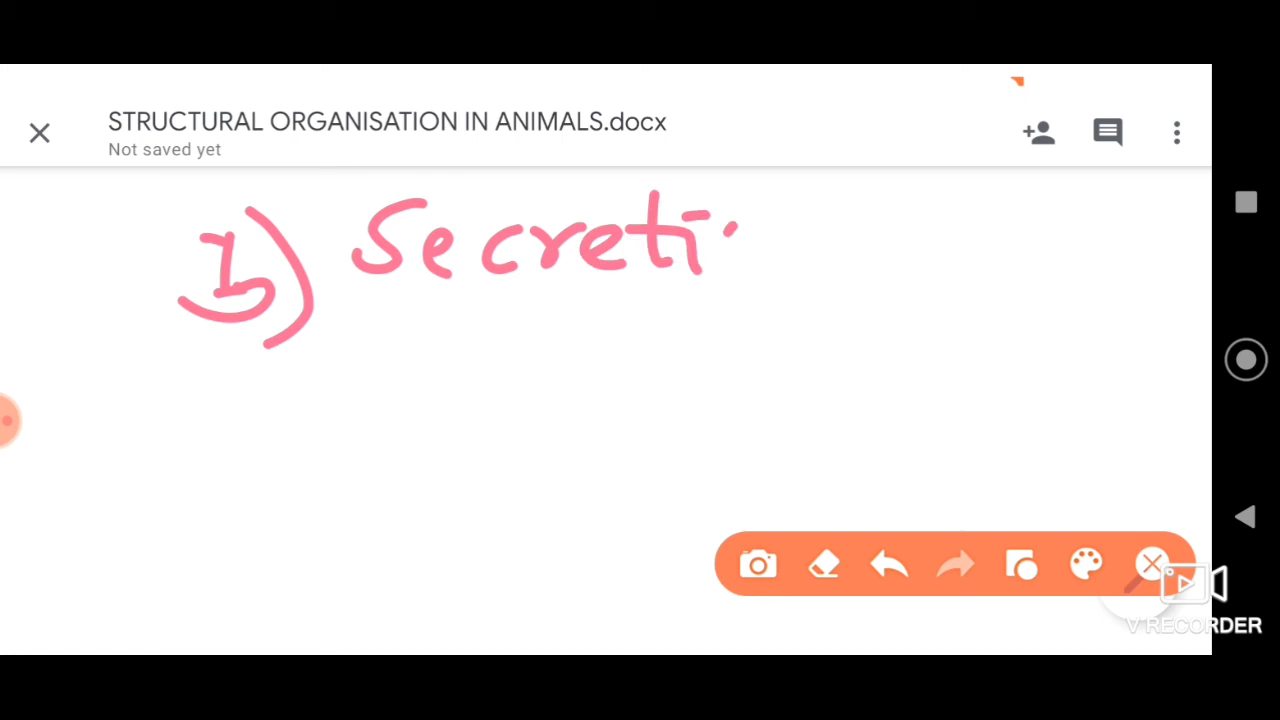 STRUCTURAL ORGANISATION IN ANIMALS.docx
Not saved yet
b) Secreti
V RECORDER